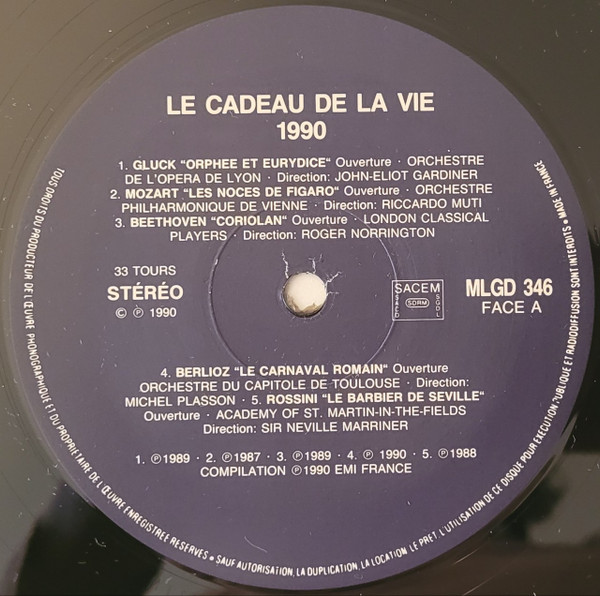 LE CADEAU DE LA VIE
1990
1. GLUCK "ORPHEE ET EURYDICE" Ouverture · ORCHESTRE
DE L'OPERA DE LYON · Direction: JOHN-ELIOT GARDINER
2. MOZART "LES NOCES DE FIGARO" Ouverture · ORCHESTRE
PHILHARMONIQUE DE VIENNE · Direction: RICCARDO MUTI
3. BEETHOVEN "CORIOLAN" Ouverture · LONDON CLASSICAL
PLAYERS · Direction: ROGER NORRINGTON
33 TOURS
STÉRÉO
© ℗ 1990
SACEM
SACD
SDRM
SGDL
MLGD 346
FACE A
4. BERLIOZ "LE CARNAVAL ROMAIN" Ouverture
ORCHESTRE DU CAPITOLE DE TOULOUSE · Direction:
MICHEL PLASSON · 5. ROSSINI "LE BARBIER DE SEVILLE"
Ouverture · ACADEMY OF ST. MARTIN-IN-THE-FIELDS
Direction: SIR NEVILLE MARRINER
1. ℗1989 · 2. ℗1987 · 3. ℗1989 · 4. ℗ 1990 · 5. ℗1988
COMPILATION ℗1990 EMI FRANCE
TOUS DROITS DU PRODUCTEUR DE L'ŒUVRE PHONOGRAPHIQUE ET DU PROPRIETAIRE DE L'ŒUVRE ENREGISTREE RESERVES • SAUF AUTORISATION, LA DUPLICATION, LA LOCATION, LE PRET, L'UTILISATION DE CE DISQUE POUR EXECUTION PUBLIQUE ET RADIODIFFUSION SONT INTERDITS • MADE IN FRANCE